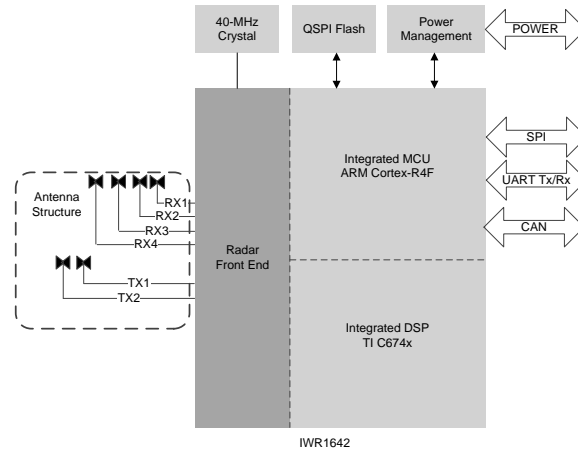 40-MHz
Crystal
QSPI Flash
Power
Management
POWER
SPI
UART Tx/Rx
CAN
Integrated MCU
ARM Cortex-R4F
Antenna
Structure
RX1
RX2
RX3
RX4
TX1
TX2
Radar
Front End
Integrated DSP
TI C674x
IWR1642